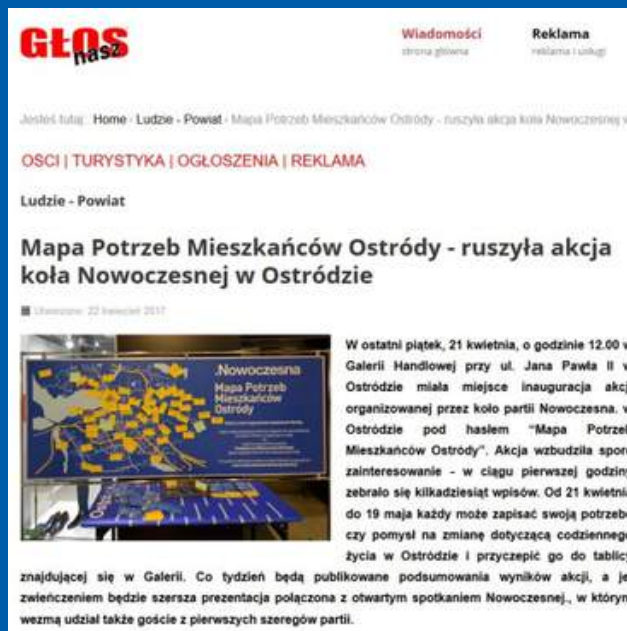 GŁOS
nasz
Wiadomości
strona główna
Reklama
reklama i usługi
Jesteś tutaj: Home - Ludzie - Powiat - Mapa Potrzeb Mieszkańców Ostródy - ruszyła akcja koła Nowoczesnej w
OŚCI | TURYSTYKA | OGŁOSZENIA | REKLAMA
Ludzie - Powiat
Mapa Potrzeb Mieszkańców Ostródy - ruszyła akcja
koła Nowoczesnej w Ostródzie
Utworzono: 22 kwiecień 2017
.Nowoczesna
Mapa Potrzeb
Mieszkańców
Ostródy
W ostatni piątek, 21 kwietnia, o godzinie 12.00 w
Galerii Handlowej przy ul. Jana Pawła II w
Ostródzie miała miejsce inauguracja akcj
organizowanej przez koło partii Nowoczesna. w
Ostródzie pod hasłem "Mapa Potrzeb
Mieszkańców Ostródy". Akcja wzbudziła spore
zainteresowanie - w ciągu pierwszej godziny
zebrało się kilkadziesiąt wpisów. Od 21 kwietnia
do 19 maja każdy może zapisać swoją potrzebę
czy pomysł na zmianę dotyczącą codziennego
życia w Ostródzie i przyczepić go do tablicy
znajdującej się w Galerii. Co tydzień będą publikowane podsumowania wyników akcji, a je
zwieńczeniem będzie szersza prezentacja połączona z otwartym spotkaniem Nowoczesnej., w którym
wezmą udział także goście z pierwszych szeregów partii.